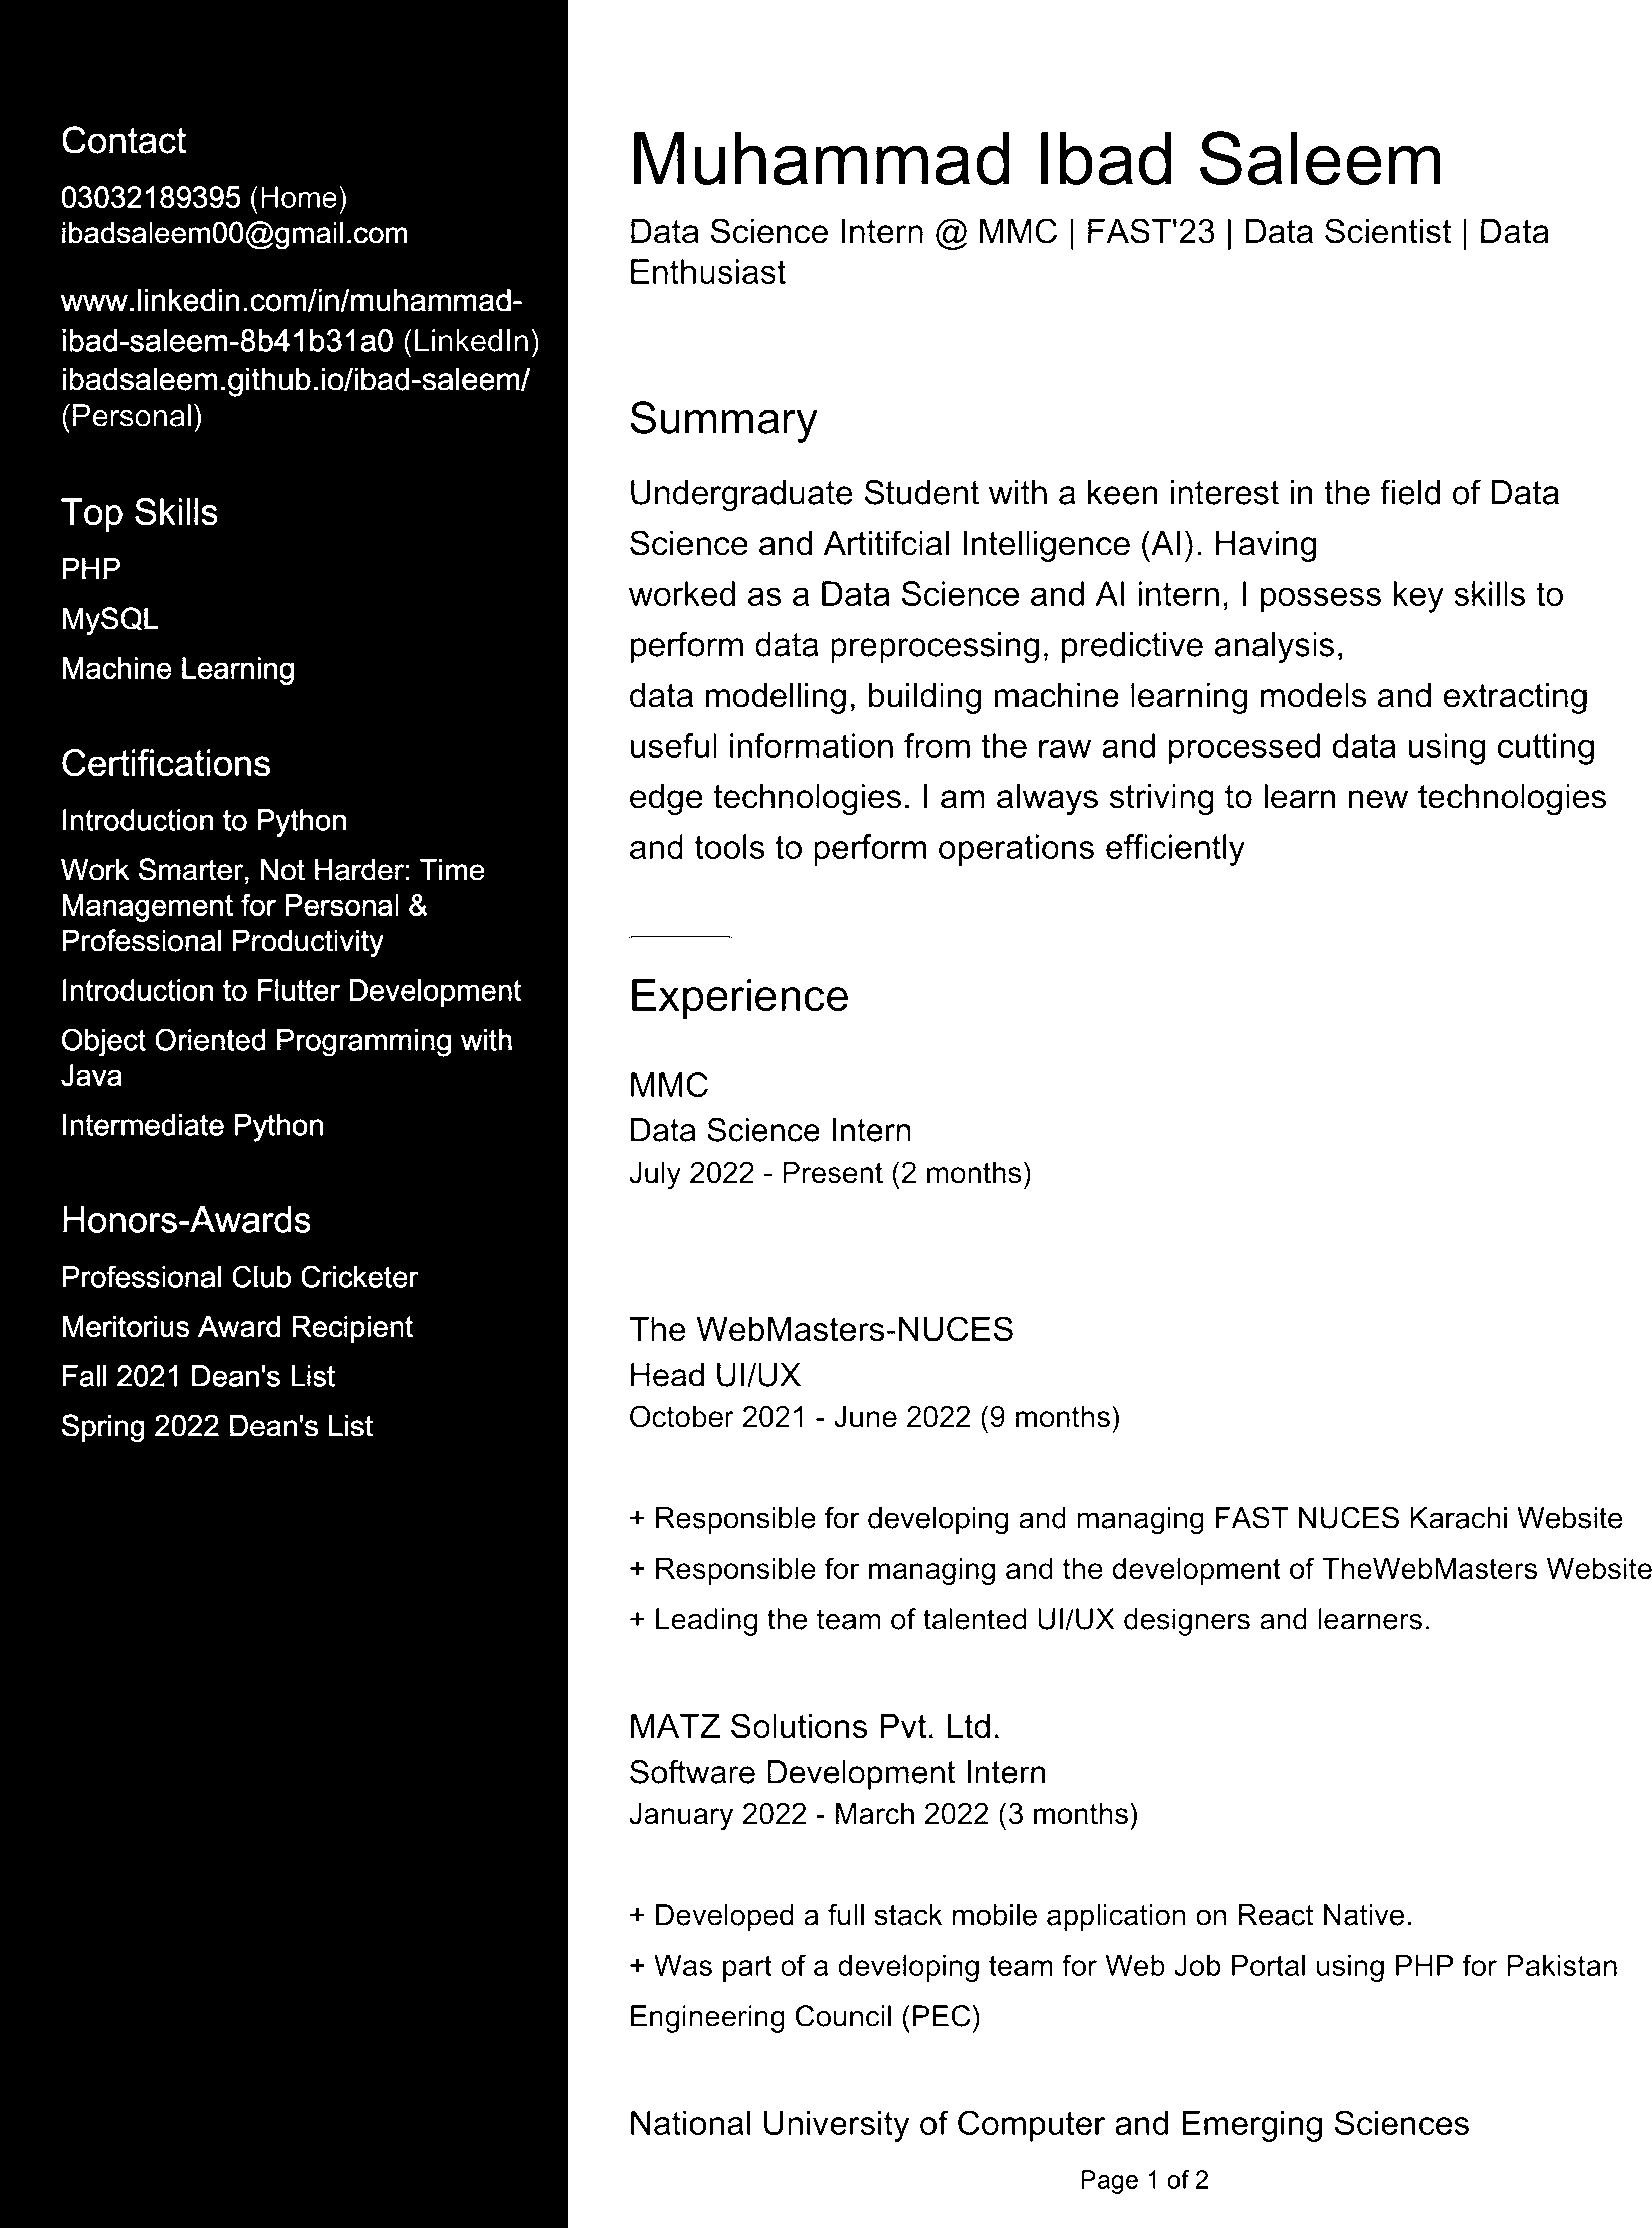 Contact
03032189395 (Home)
ibadsaleem00@gmail.com
www.linkedin.com/in/muhammad-
ibad-saleem-8b41b31a0 (LinkedIn)
ibadsaleem.github.io/ibad-saleem/
(Personal)
Top Skills
PHP
MySQL
Machine Learning
Certifications
Introduction to Python
Work Smarter, Not Harder: Time
Management for Personal &
Professional Productivity
Introduction to Flutter Development
Object Oriented Programming with
Java
Intermediate Python
Honors-Awards
Professional Club Cricketer
Meritorius Award Recipient
Fall 2021 Dean's List
Spring 2022 Dean's List
Muhammad Ibad Saleem
Data Science Intern @ MMC | FAST'23 | Data Scientist | Data
Enthusiast
Summary
Undergraduate Student with a keen interest in the field of Data
Science and Artitifcial Intelligence (AI). Having
worked as a Data Science and AI intern, I possess key skills to
perform data preprocessing, predictive analysis,
data modelling, building machine learning models and extracting
useful information from the raw and processed data using cutting
edge technologies. I am always striving to learn new technologies
and tools to perform operations efficiently
Experience
MMC
Data Science Intern
July 2022 - Present (2 months)
The WebMasters-NUCES
Head UI/UX
October 2021 - June 2022 (9 months)
+ Responsible for developing and managing FAST NUCES Karachi Website
+ Responsible for managing and the development of TheWebMasters Website
+ Leading the team of talented UI/UX designers and learners.
MATZ Solutions Pvt. Ltd.
Software Development Intern
January 2022 - March 2022 (3 months)
+ Developed a full stack mobile application on React Native.
+ Was part of a developing team for Web Job Portal using PHP for Pakistan
Engineering Council (PEC)
National University of Computer and Emerging Sciences
Page 1 of 2